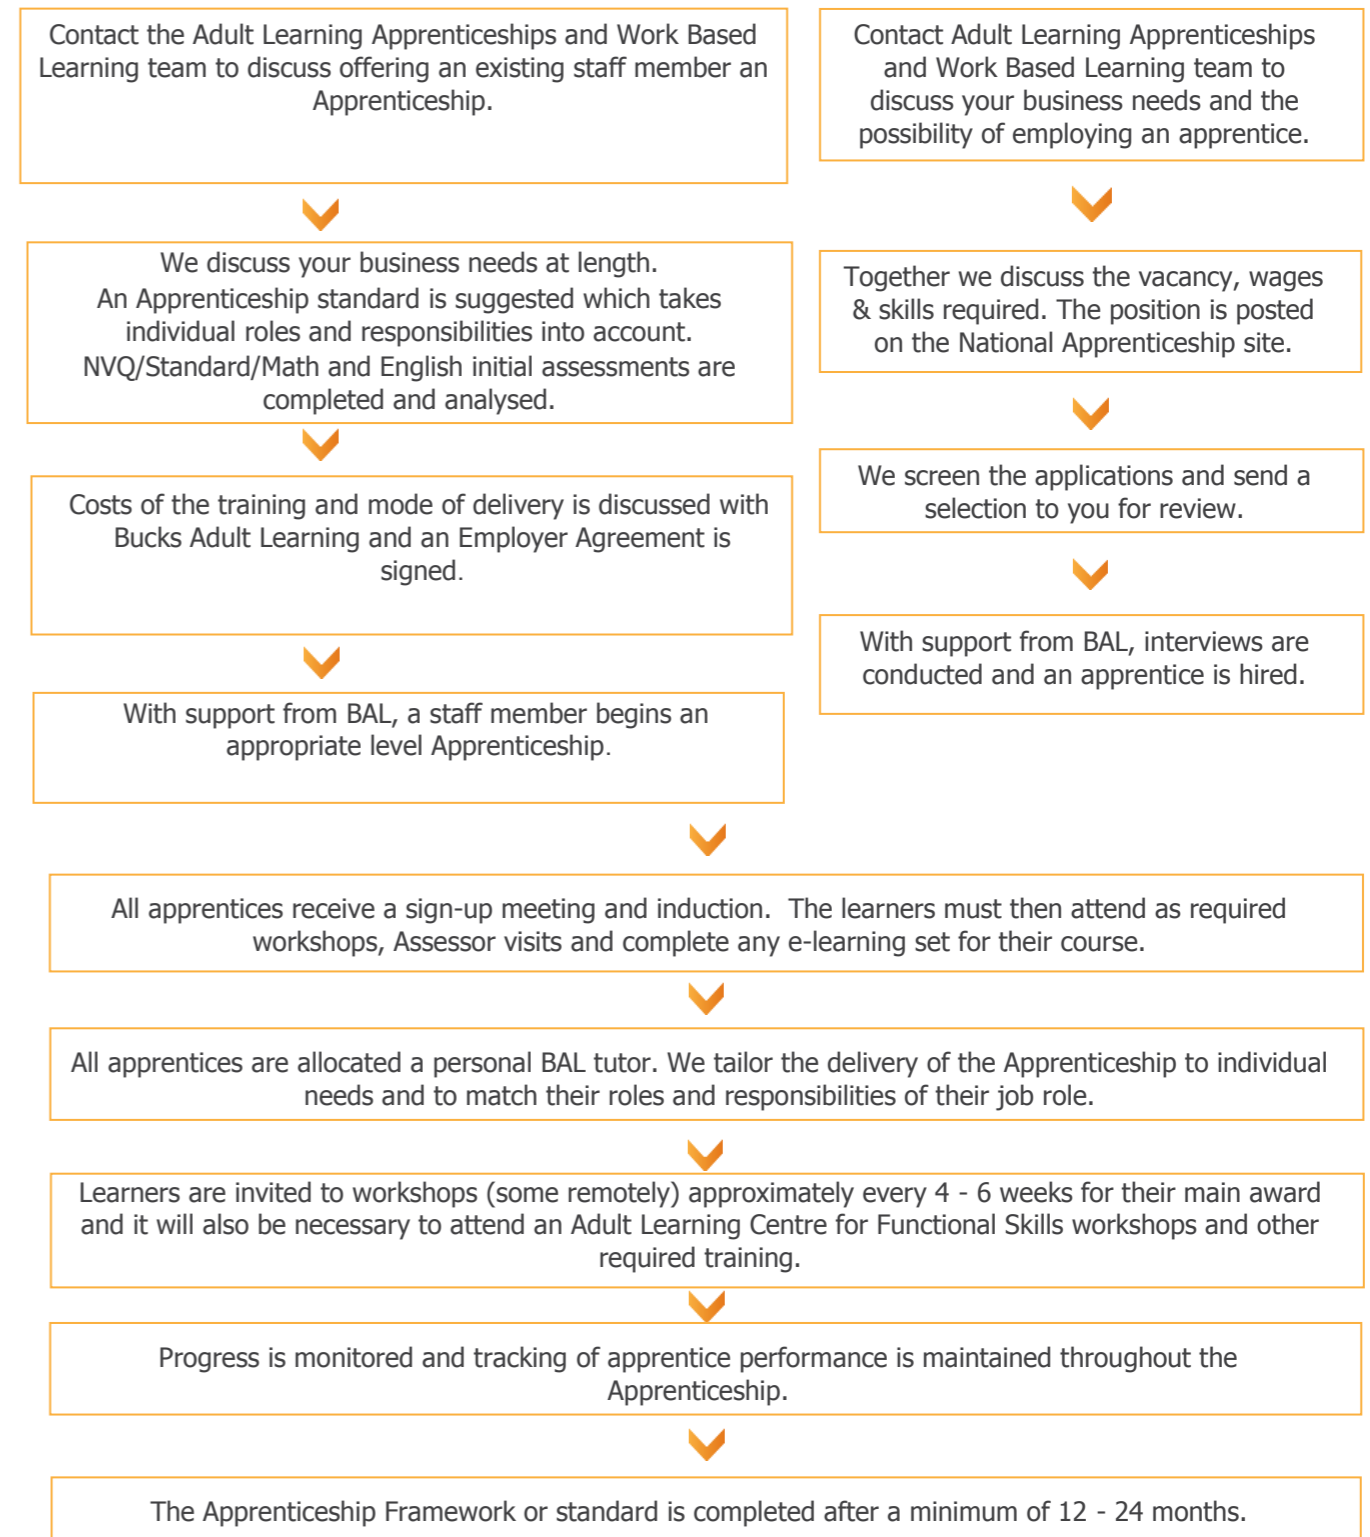 Contact the Adult Learning Apprenticeships and Work Based
Learning team to discuss offering an existing staff member an
Apprenticeship.
We discuss your business needs at length.
An Apprenticeship standard is suggested which takes
individual roles and responsibilities into account.
NVQ/Standard/Math and English initial assessments are
completed and analysed.
Costs of the training and mode of delivery is discussed with
Bucks Adult Learning and an Employer Agreement is
signed.
With support from BAL, a staff member begins an
appropriate level Apprenticeship.
Contact Adult Learning Apprenticeships
and Work Based Learning team to
discuss your business needs and the
possibility of employing an apprentice.
Together we discuss the vacancy, wages
& skills required. The position is posted
on the National Apprenticeship site.
We screen the applications and send a
selection to you for review.
With support from BAL, interviews are
conducted and an apprentice is hired.
All apprentices receive a sign-up meeting and induction.  The learners must then attend as required
workshops, Assessor visits and complete any e-learning set for their course.
All apprentices are allocated a personal BAL tutor. We tailor the delivery of the Apprenticeship to individual
needs and to match their roles and responsibilities of their job role.
Learners are invited to workshops (some remotely) approximately every 4 - 6 weeks for their main award
and it will also be necessary to attend an Adult Learning Centre for Functional Skills workshops and other
required training.
Progress is monitored and tracking of apprentice performance is maintained throughout the
Apprenticeship.
The Apprenticeship Framework or standard is completed after a minimum of 12 - 24 months.